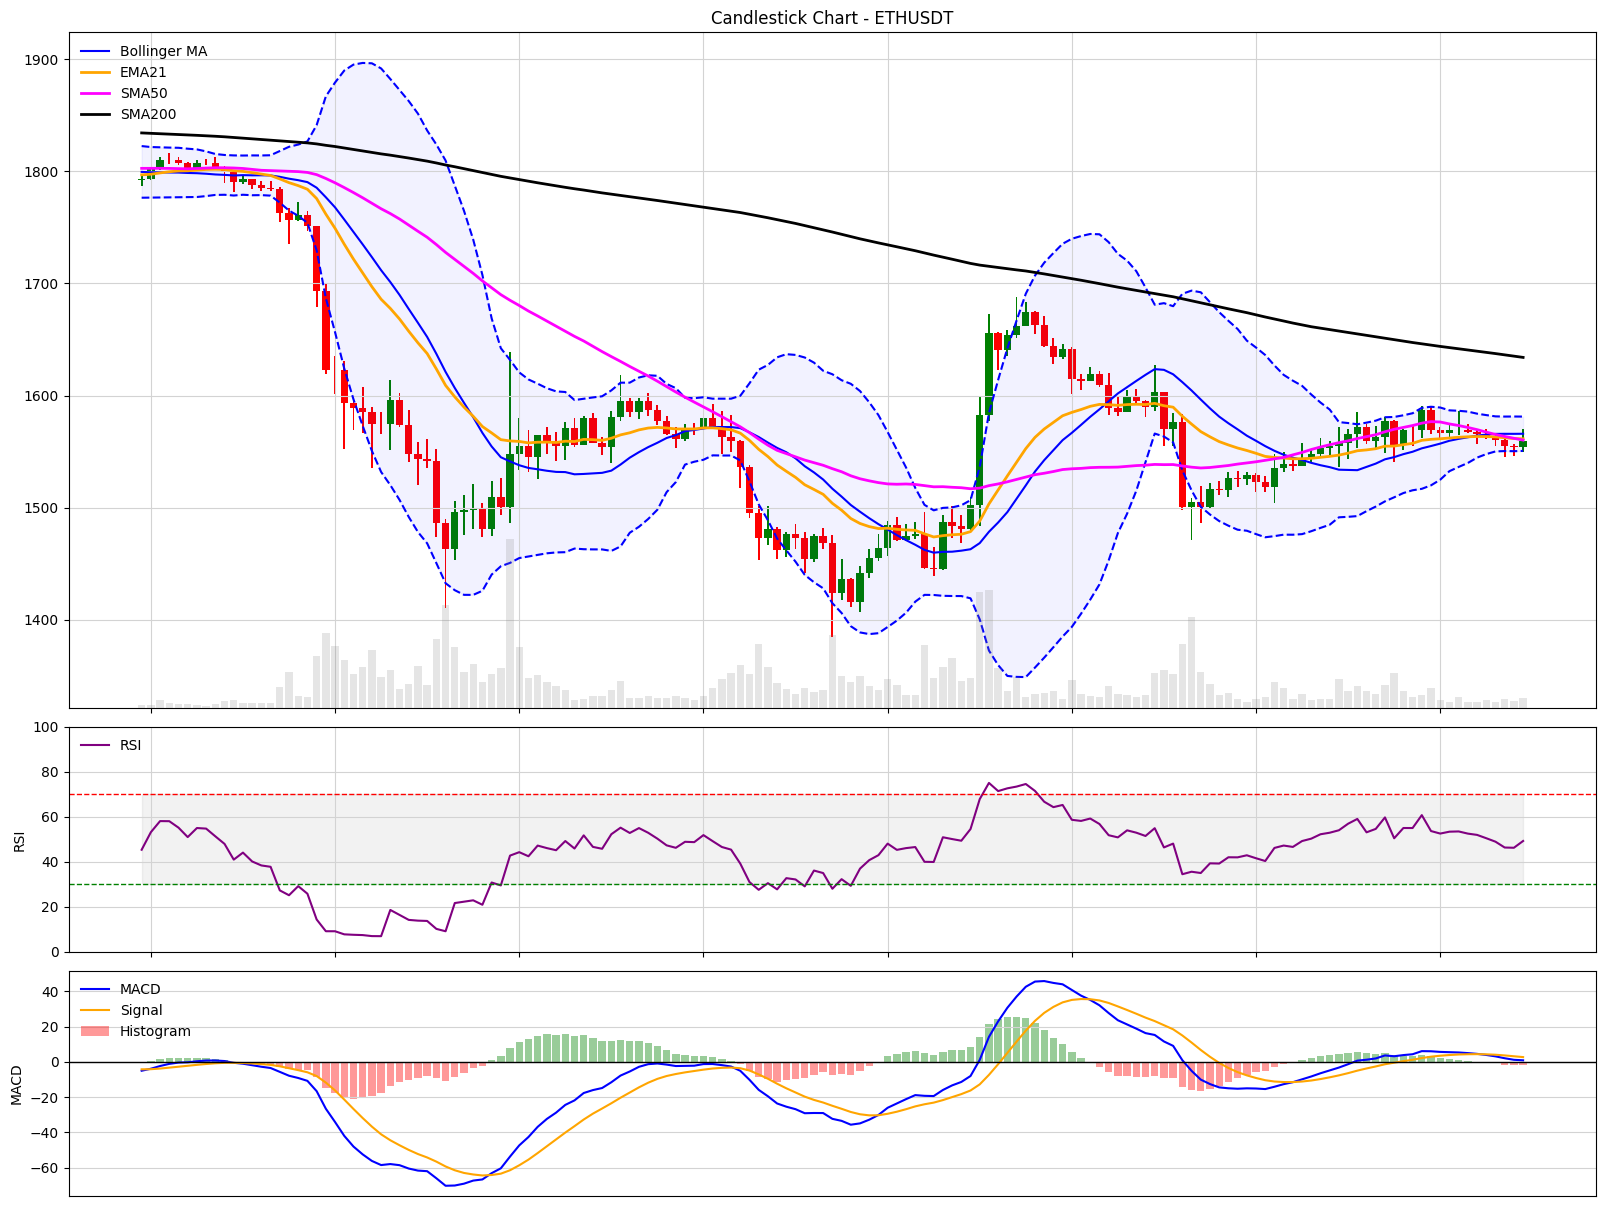 Candlestick Chart - ETHUSDT
Bollinger MA
EMA21
SMA50
SMA200
1900
1800
1700
1600
1500
1400
RSI
100
80
60
40
20
0
RSI
MACD
Signal
Histogram
40
20
0
−20
−40
−60
MACD